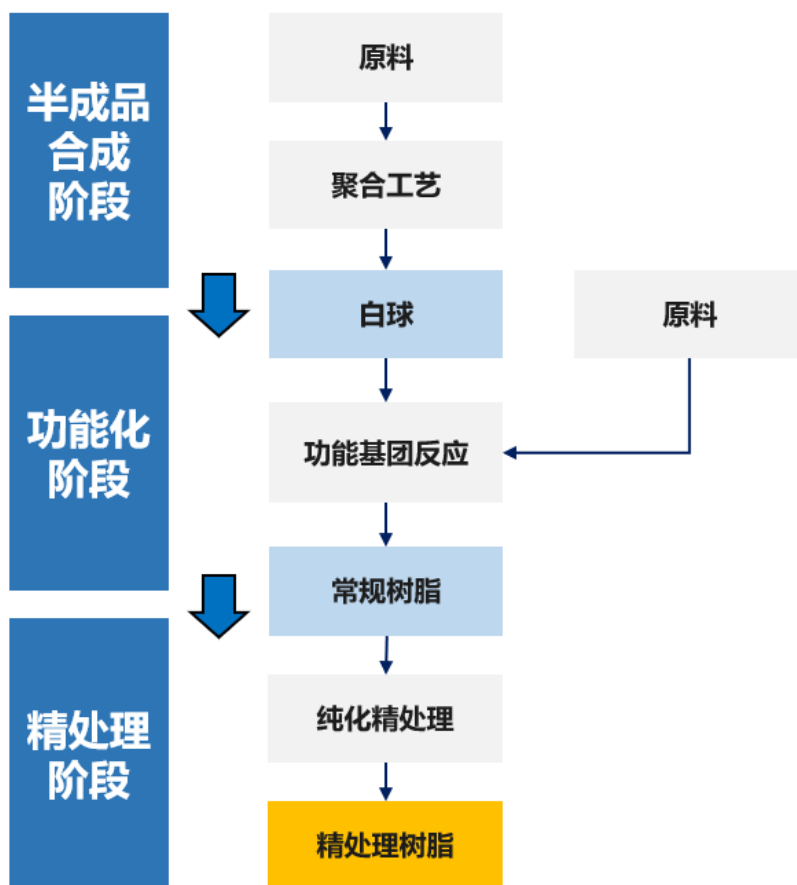 半成品
合成
阶段
原料
聚合工艺
白球
原料
功能化
阶段
功能基团反应
常规树脂
精处理
阶段
纯化精处理
精处理树脂